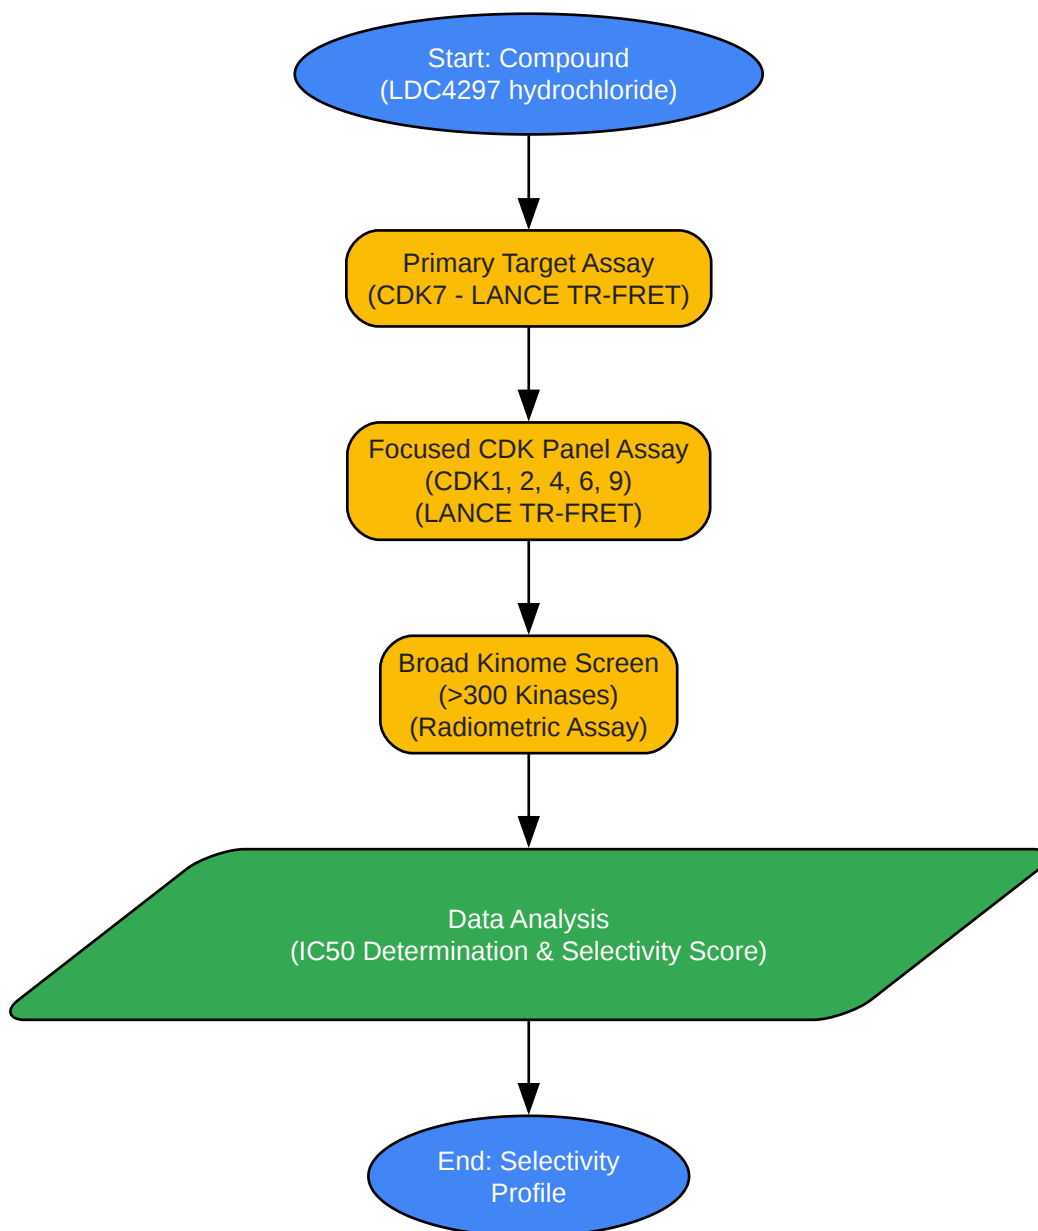 Start: Compound
(LDC4297 hydrochloride)
Primary Target Assay
(CDK7 - LANCE TR-FRET)
Focused CDK Panel Assay
(CDK1, 2, 4, 6, 9)
(LANCE TR-FRET)
Broad Kinome Screen
(>300 Kinases)
(Radiometric Assay)
Data Analysis
(IC50 Determination & Selectivity Score)
End: Selectivity
Profile